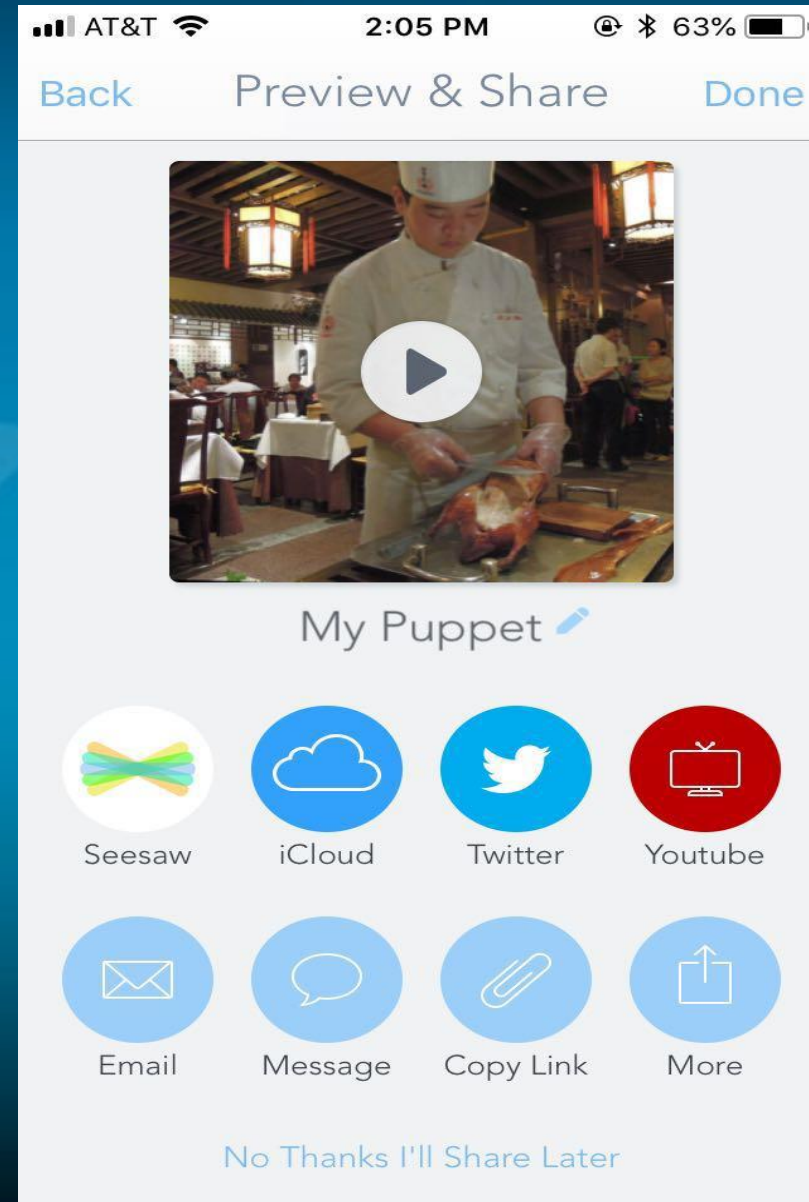 AT&T 2:05 PM 63%
Back Preview & Share Done
My Puppet
Seesaw iCloud Twitter Youtube
Email Message Copy Link More
No Thanks I'll Share Later